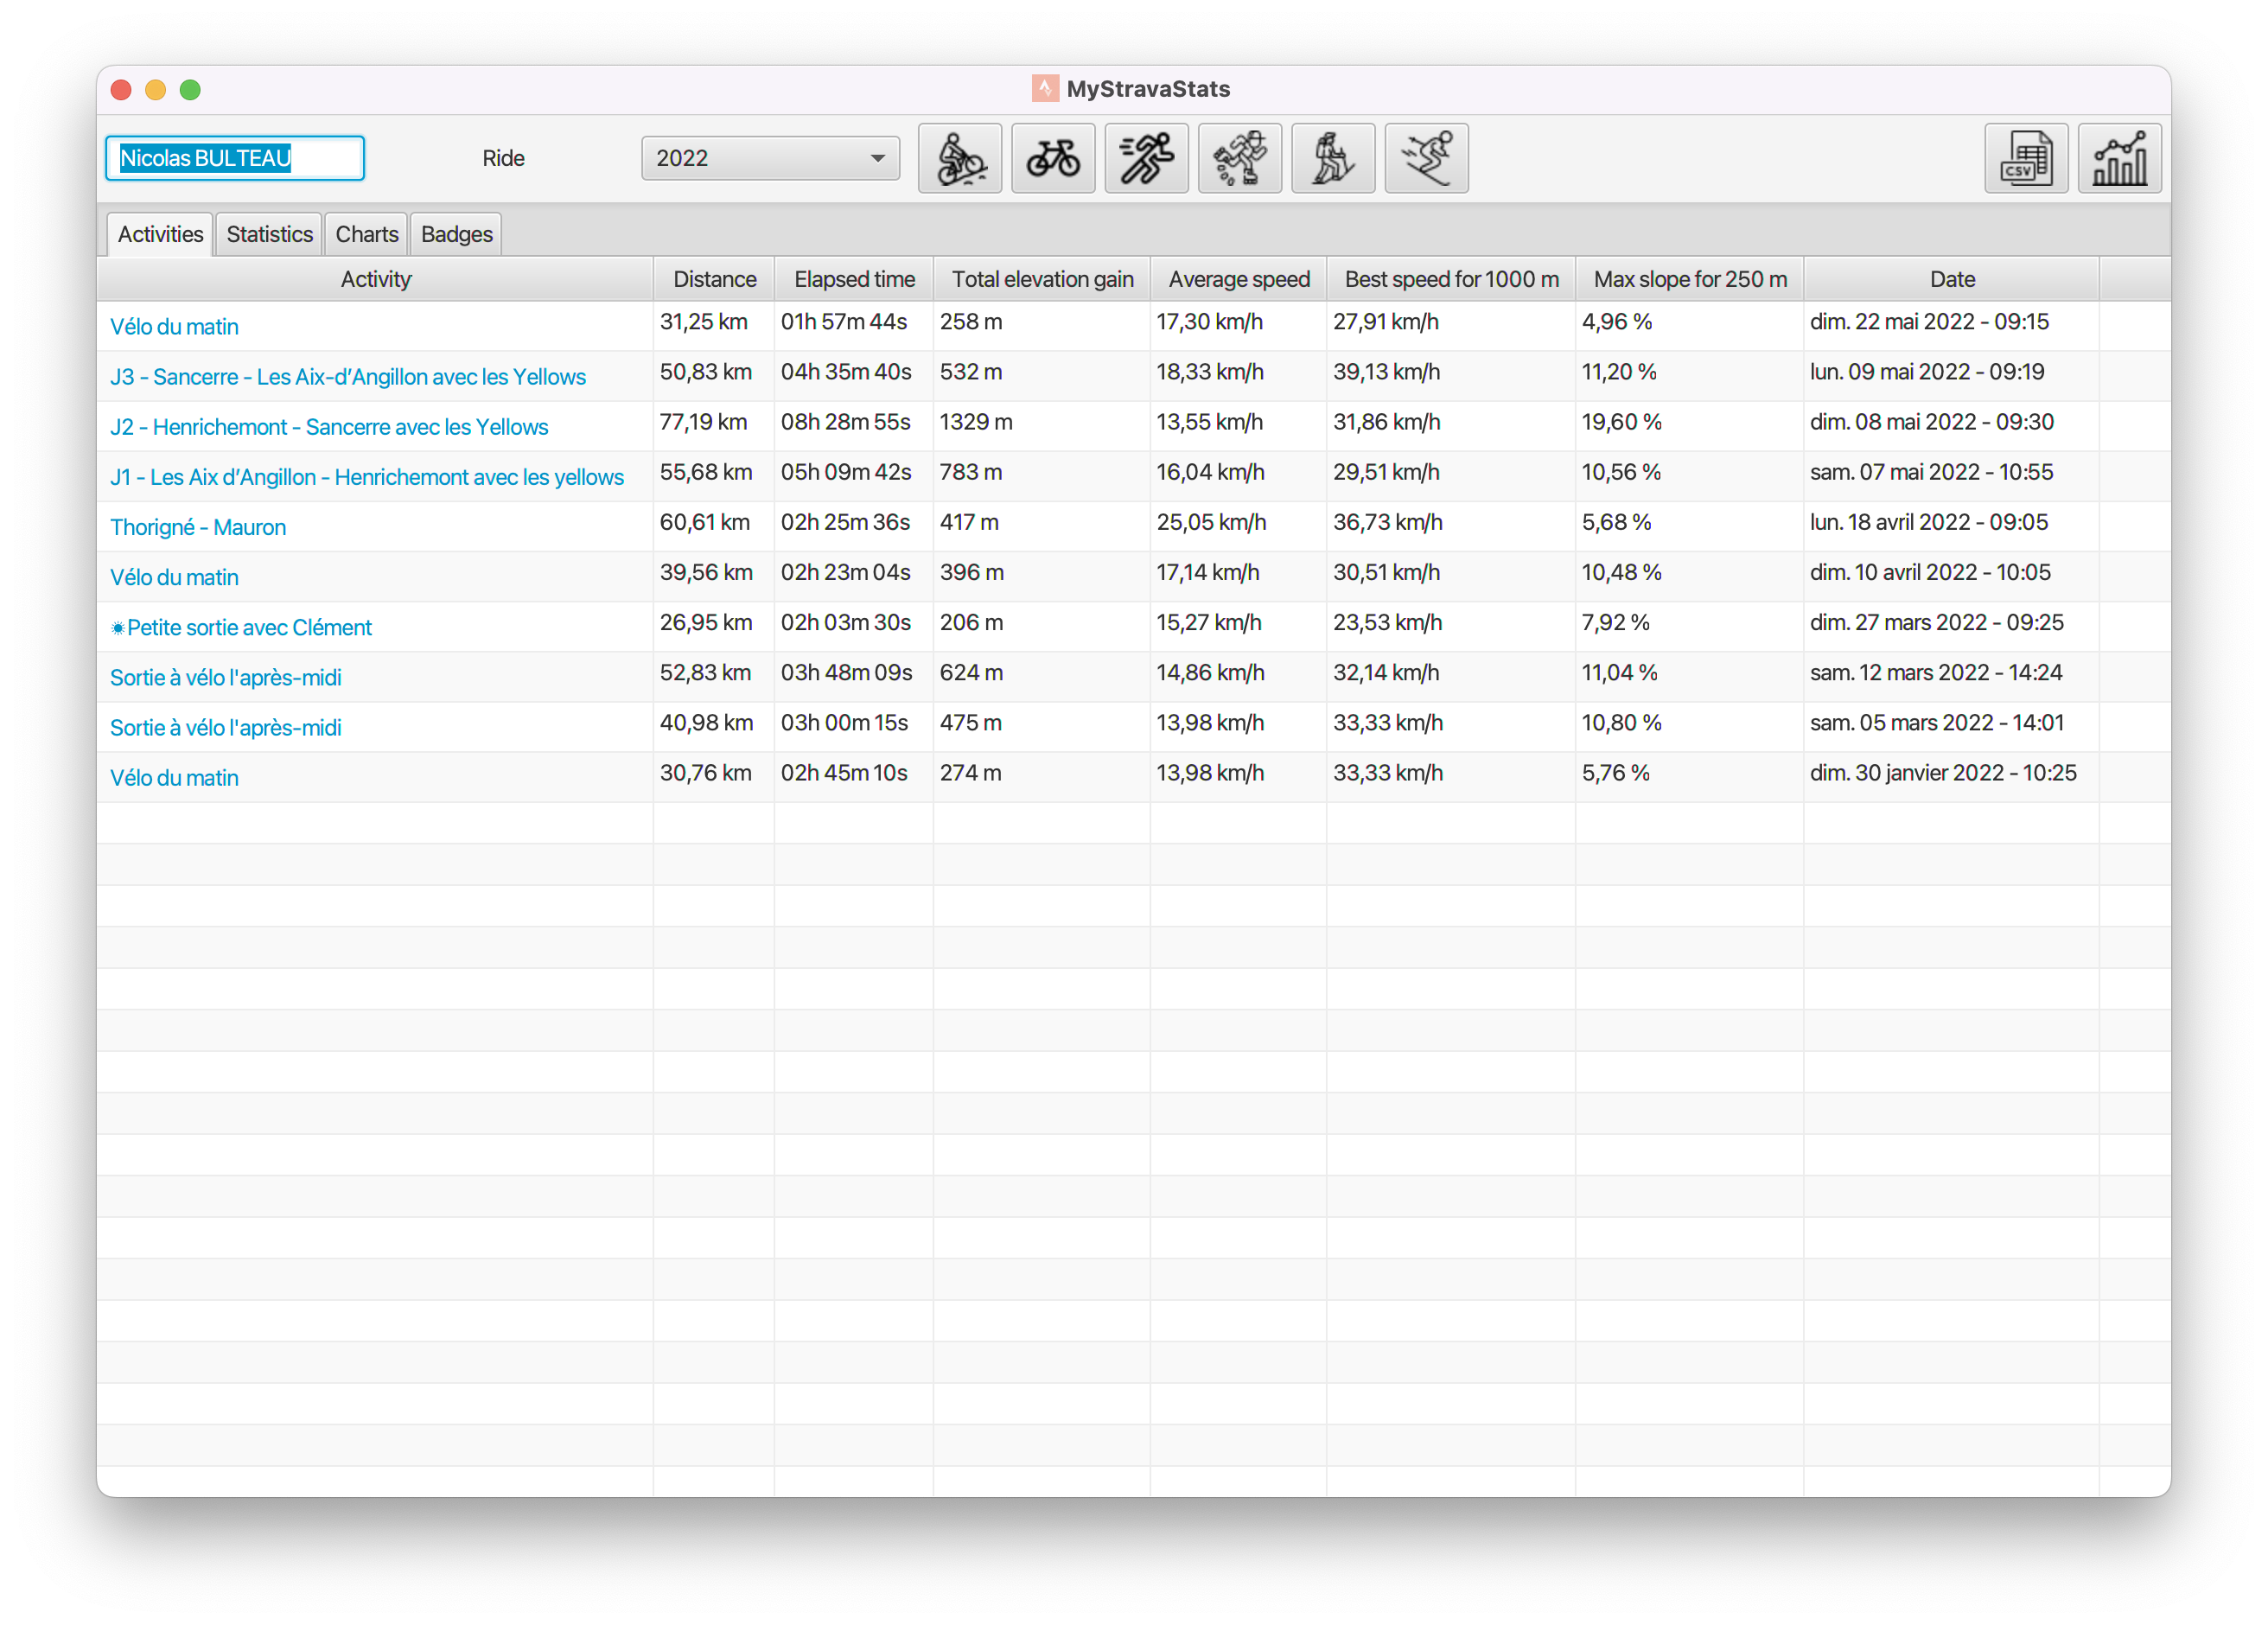 MyStravaStats
Nicolas BULTEAU Ride 2022 CSV
Activities Statistics Charts Badges
Activity Distance Elapsed time Total elevation gain Average speed Best speed for 1000 m Max slope for 250 m Date
Vélo du matin 31,25 km 01h 57m 44s 258 m 17,30 km/h 27,91 km/h 4,96 % dim. 22 mai 2022 - 09:15
J3 - Sancerre - Les Aix-d’Angillon avec les Yellows 50,83 km 04h 35m 40s 532 m 18,33 km/h 39,13 km/h 11,20 % lun. 09 mai 2022 - 09:19
J2 - Henrichemont - Sancerre avec les Yellows 77,19 km 08h 28m 55s 1329 m 13,55 km/h 31,86 km/h 19,60 % dim. 08 mai 2022 - 09:30
J1 - Les Aix d’Angillon - Henrichemont avec les yellows 55,68 km 05h 09m 42s 783 m 16,04 km/h 29,51 km/h 10,56 % sam. 07 mai 2022 - 10:55
Thorigné - Mauron 60,61 km 02h 25m 36s 417 m 25,05 km/h 36,73 km/h 5,68 % lun. 18 avril 2022 - 09:05
Vélo du matin 39,56 km 02h 23m 04s 396 m 17,14 km/h 30,51 km/h 10,48 % dim. 10 avril 2022 - 10:05
☀Petite sortie avec Clément 26,95 km 02h 03m 30s 206 m 15,27 km/h 23,53 km/h 7,92 % dim. 27 mars 2022 - 09:25
Sortie à vélo l'après-midi 52,83 km 03h 48m 09s 624 m 14,86 km/h 32,14 km/h 11,04 % sam. 12 mars 2022 - 14:24
Sortie à vélo l'après-midi 40,98 km 03h 00m 15s 475 m 13,98 km/h 33,33 km/h 10,80 % sam. 05 mars 2022 - 14:01
Vélo du matin 30,76 km 02h 45m 10s 274 m 13,98 km/h 33,33 km/h 5,76 % dim. 30 janvier 2022 - 10:25